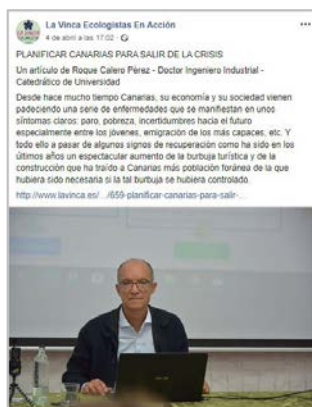 La Vinca Ecologistas En Acción
4 de abril a las 17:02
PLANIFICAR CANARIAS PARA SALIR DE LA CRISIS
Un artículo de Roque Calero Pérez - Doctor Ingeniero Industrial -
Catedrático de Universidad
Desde hace mucho tiempo Canarias, su economía y su sociedad vienen
padeciendo una serie de enfermedades que se manifiestan en unos
síntomas claros: paro, pobreza, incertidumbres hacia el futuro
especialmente entre los jóvenes, emigración de los más capaces, etc. Y
todo ello a pesar de algunos signos de recuperación como ha sido en los
últimos años un espectacular aumento de la burbuja turística y de la
construcción que ha traído a Canarias más población foránea de la que
hubiera sido necesaria si la tal burbuja se hubiera controlado.
http://www.lavinca.es/.../659-planificar-canarias-para-salir-...